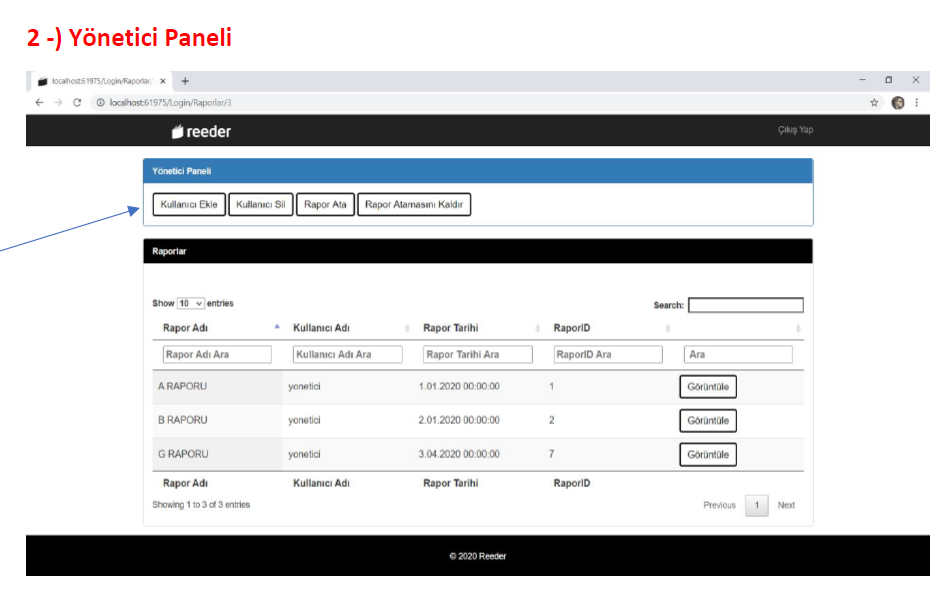 2 -) Yönetici Paneli
localhost:61975/Login/Raporlar/
localhost:61975/Login/Raporlar/3
reeder
Çıkış Yap
Yönetici Paneli
Kullanıcı Ekle Kullanıcı Sil Rapor Ata Rapor Atamasını Kaldır
Raporlar
Show 10 entries
Search:
Rapor Adı Kullanıcı Adı Rapor Tarihi RaporID
Rapor Adı Ara Kullanıcı Adı Ara Rapor Tarihi Ara RaporID Ara Ara
A RAPORU yonetici 1.01.2020 00:00:00 1 Görüntüle
B RAPORU yonetici 2.01.2020 00:00:00 2 Görüntüle
G RAPORU yonetici 3.04.2020 00:00:00 7 Görüntüle
Rapor Adı Kullanıcı Adı Rapor Tarihi RaporID
Showing 1 to 3 of 3 entries
Previous 1 Next
© 2020 Reeder